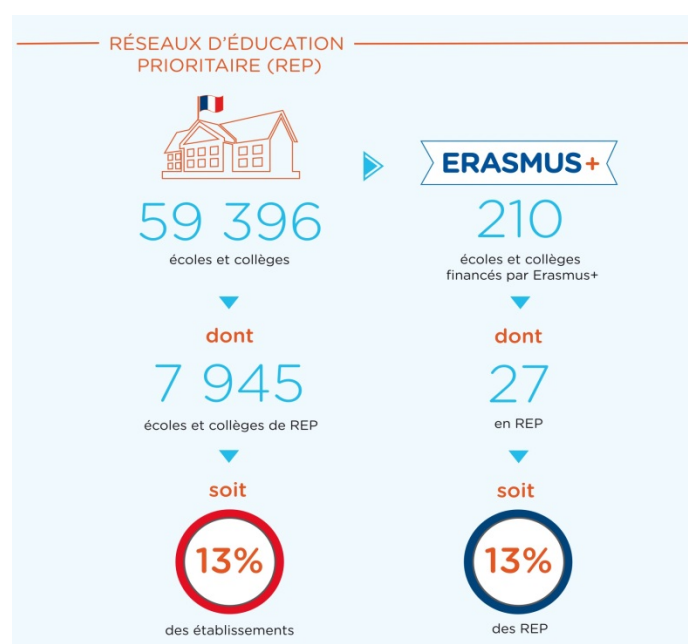 RÉSEAUX D'ÉDUCATION
PRIORITAIRE (REP)
59 396
écoles et collèges
dont
7 945
écoles et collèges de REP
soit
13%
des établissements
ERASMUS+
210
écoles et collèges
financés par Erasmus+
dont
27
en REP
soit
13%
des REP